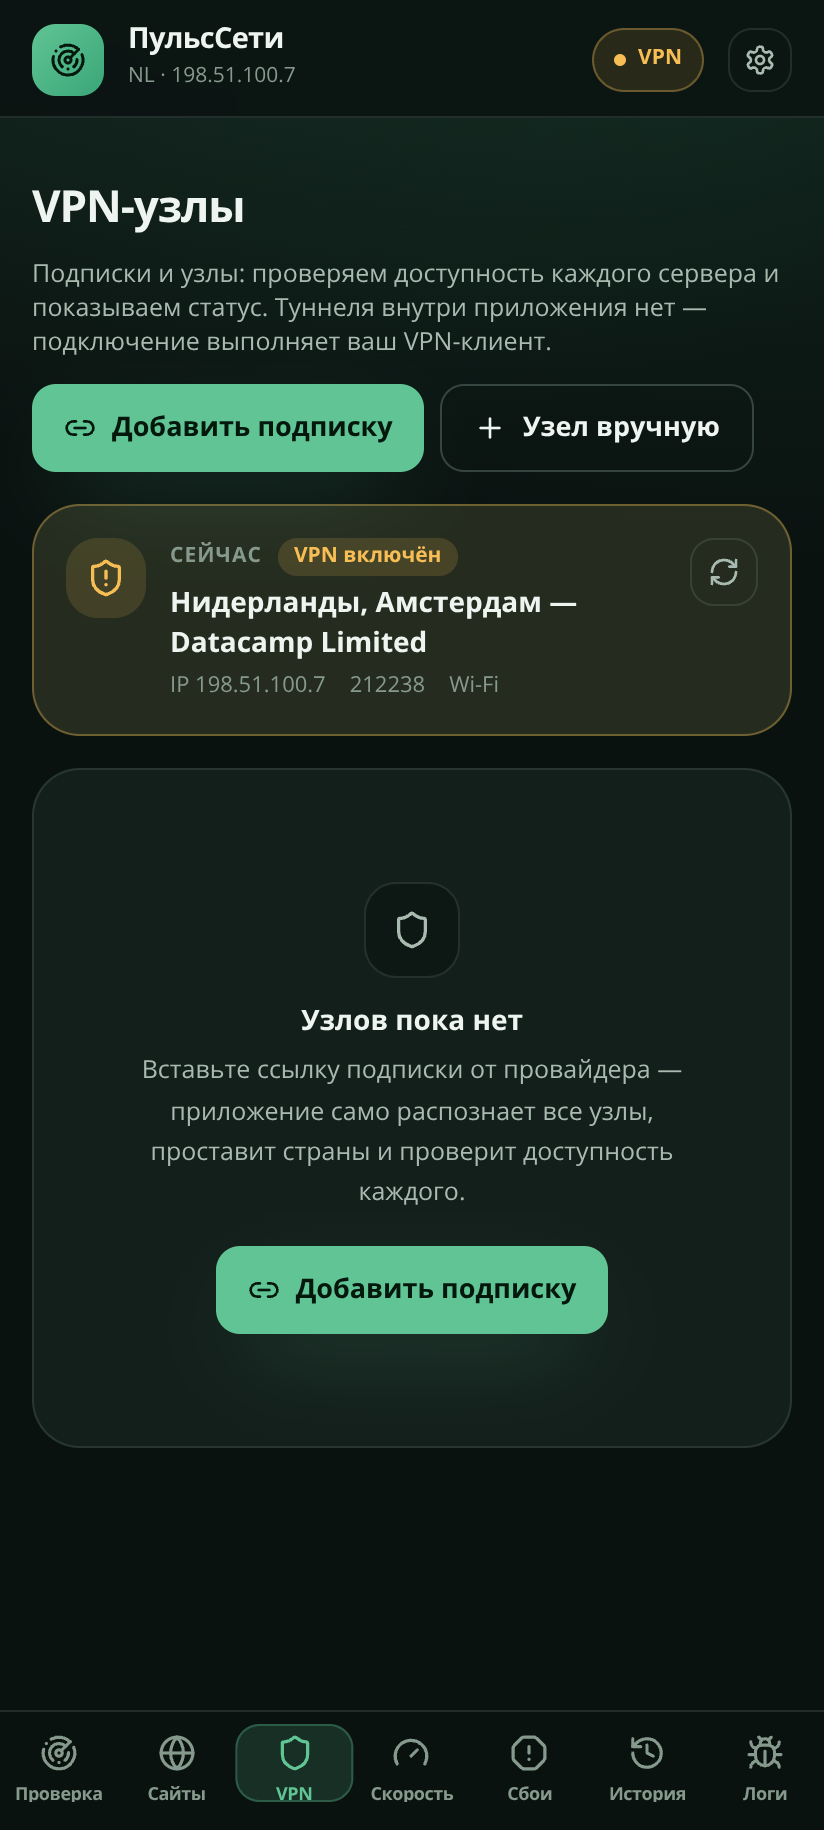 ПульсСети
NL · 198.51.100.7
VPN
VPN-узлы
Подписки и узлы: проверяем доступность каждого сервера и
показываем статус. Туннеля внутри приложения нет —
подключение выполняет ваш VPN-клиент.
Добавить подписку
Узел вручную
СЕЙЧАС VPN включён
Нидерланды, Амстердам —
Datacamp Limited
IP 198.51.100.7 212238 Wi-Fi
Узлов пока нет
Вставьте ссылку подписки от провайдера —
приложение само распознает все узлы,
проставит страны и проверит доступность
каждого.
Добавить подписку
Проверка
Сайты
VPN
Скорость
Сбои
История
Логи